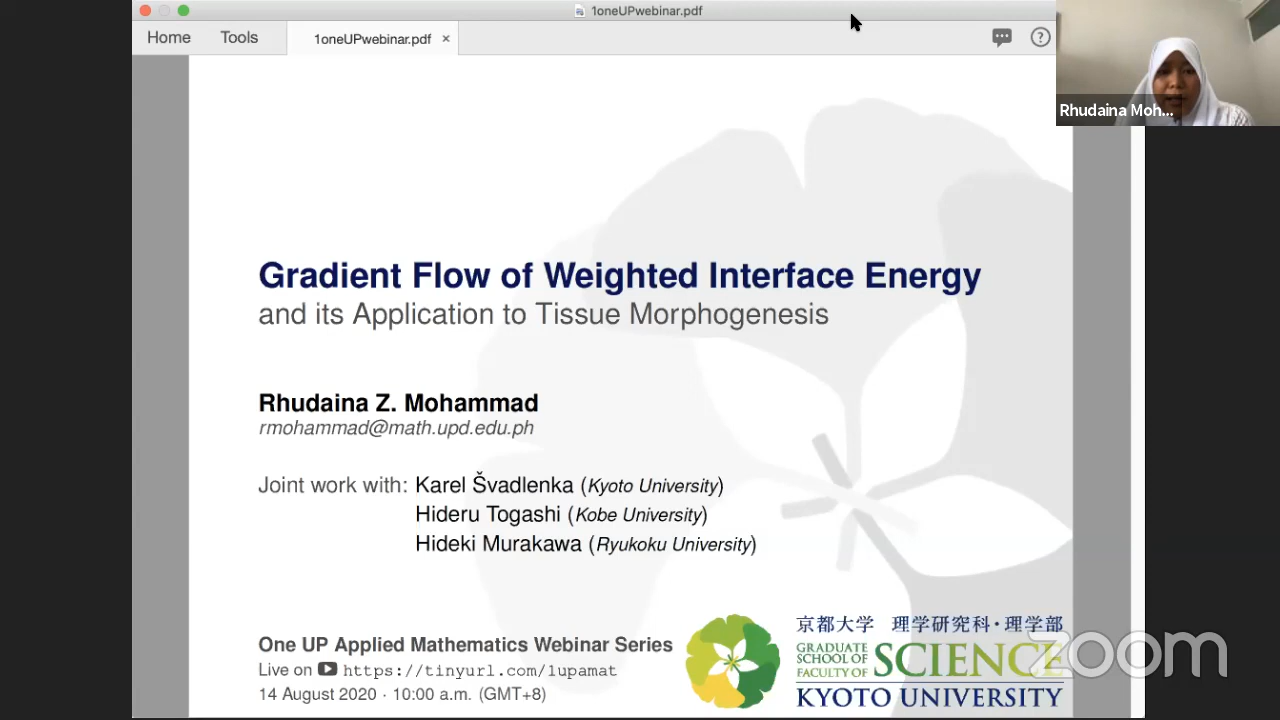 1oneUPwebinar.pdf
Home Tools 1oneUPwebinar.pdf ×
?
Rhudaina Moh...
Gradient Flow of Weighted Interface Energy
and its Application to Tissue Morphogenesis
Rhudaina Z. Mohammad
rmohammad@math.upd.edu.ph
Joint work with: Karel Švadlenka (Kyoto University)
Hideru Togashi (Kobe University)
Hideki Murakawa (Ryukoku University)
One UP Applied Mathematics Webinar Series
Live on https://tinyurl.com/1upamat
14 August 2020 · 10:00 a.m. (GMT+8)
京都大学 理学研究科・理学部
GRADUATE SCHOOL OF FACULTY OF SCIENCE
KYOTO UNIVERSITY
zoom